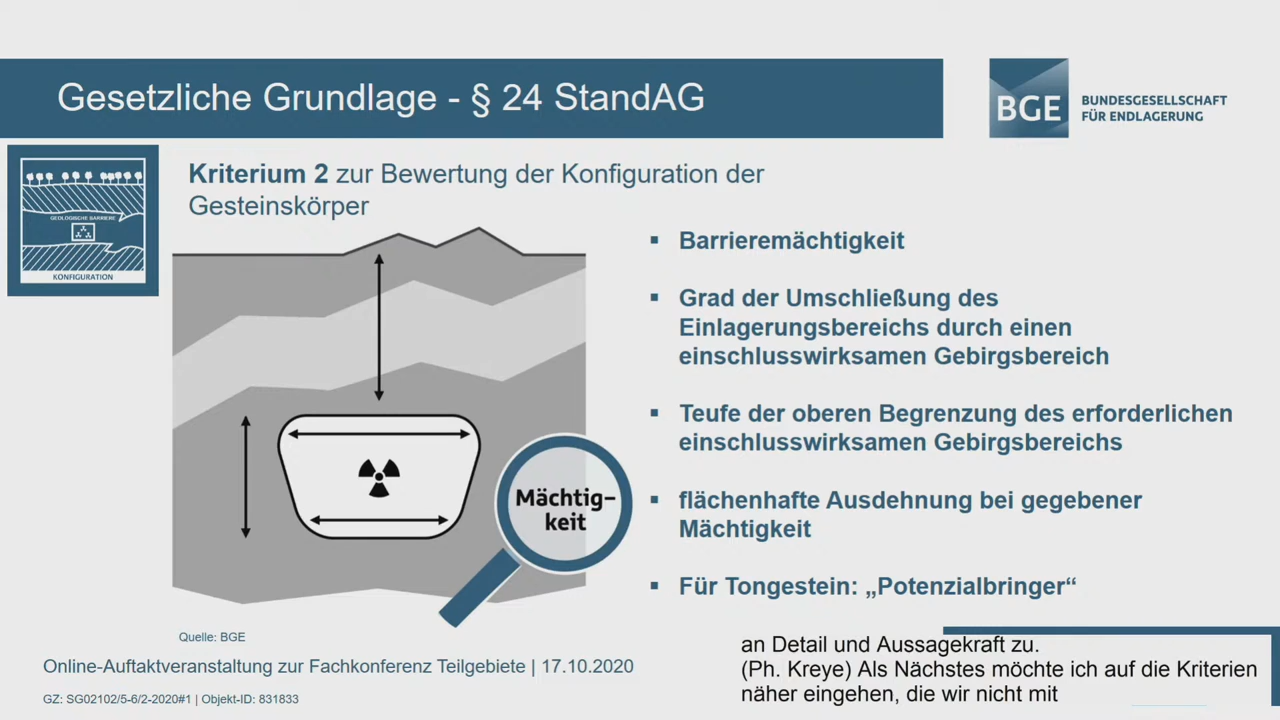 Gesetzliche Grundlage - § 24 StandAG
BGE
BUNDESGESELLSCHAFT
FÜR ENDLAGERUNG
GEOLOGISCHE BARRIERE
KONFIGURATION
Kriterium 2 zur Bewertung der Konfiguration der
Gesteinskörper
Mächtig-
keit
▪ Barrieremächtigkeit
▪ Grad der Umschließung des
Einlagerungsbereichs durch einen
einschlusswirksamen Gebirgsbereich
▪ Teufe der oberen Begrenzung des erforderlichen
einschlusswirksamen Gebirgsbereichs
▪ flächenhafte Ausdehnung bei gegebener
Mächtigkeit
▪ Für Tongestein: „Potenzialbringer“
Quelle: BGE
Online-Auftaktveranstaltung zur Fachkonferenz Teilgebiete | 17.10.2020
GZ: SG02102/5-6/2-2020#1 | Objekt-ID: 831833
an Detail und Aussagekraft zu.
(Ph. Kreye) Als Nächstes möchte ich auf die Kriterien
näher eingehen, die wir nicht mit